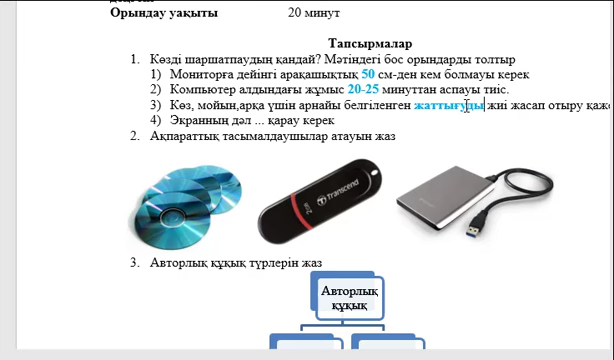 Орындау уақыты 20 минут
Тапсырмалар
1. Көзді шаршатпаудың қандай? Мәтіндегі бос орындарды толтыр
1) Мониторға дейінгі арақашықтық 50 см-ден кем болмауы керек
2) Компьютер алдындағы жұмыс 20-25 минуттан аспауы тиіс.
3) Көз, мойын,арқа үшін арнайы белгіленген жаттығуды жиі жасап отыру қаже
4) Экранның дәл ... қарау керек
2. Ақпараттық тасымалдаушылар атауын жаз
Transcend
2GB
3. Авторлық құқық түрлерін жаз
Авторлық
құқық